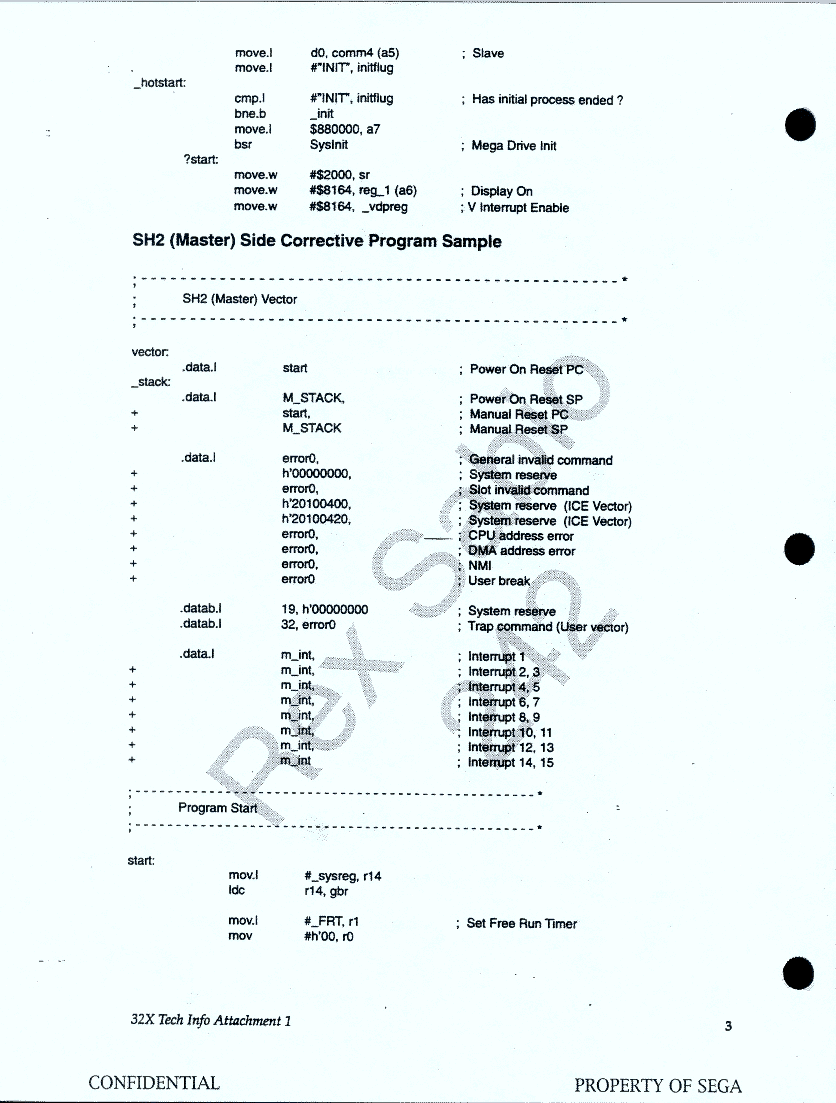 move.l d0, comm4 (a5) ; Slave
move.l #"INIT", initflug
_hotstart:
cmp.l #"INIT", initflug ; Has initial process ended ?
bne.b _init
move.l $880000, a7
bsr SysInit ; Mega Drive Init
?start:
move.w #$2000, sr
move.w #$8164, reg_1 (a6) ; Display On
move.w #$8164, _vdpreg ; V Interrupt Enable
SH2 (Master) Side Corrective Program Sample
;-------------------------------------------------*
; SH2 (Master) Vector
;-------------------------------------------------*
vector:
.data.l start ; Power On Reset PC
_stack:
.data.l M_STACK, ; Power On Reset SP
+ start, ; Manual Reset PC
+ M_STACK ; Manual Reset SP
.data.l error0, ; General invalid command
+ h'00000000, ; System reserve
+ error0, ; Slot invalid command
+ h'20100400, ; System reserve (ICE Vector)
+ h'20100420, ; System reserve (ICE Vector)
+ error0, ; CPU address error
+ error0, ; DMA address error
+ error0, ; NMI
+ error0 ; User break
.datab.l 19, h'00000000 ; System reserve
.datab.l 32, error0 ; Trap command (User vector)
.data.l m_int, ; Interrupt 1
+ m_int, ; Interrupt 2, 3
+ m_int, ; Interrupt 4, 5
+ m_int, ; Interrupt 6, 7
+ m_int, ; Interrupt 8, 9
+ m_int, ; Interrupt 10, 11
+ m_int, ; Interrupt 12, 13
+ m_int ; Interrupt 14, 15
;-----------------------------------------*
; Program Start
;-----------------------------------------*
start:
mov.l #_sysreg, r14
ldc r14, gbr
mov.l #_FRT, r1 ; Set Free Run Timer
mov #h'00, r0
32X Tech Info Attachment 1
3
CONFIDENTIAL PROPERTY OF SEGA
Rex Sabio